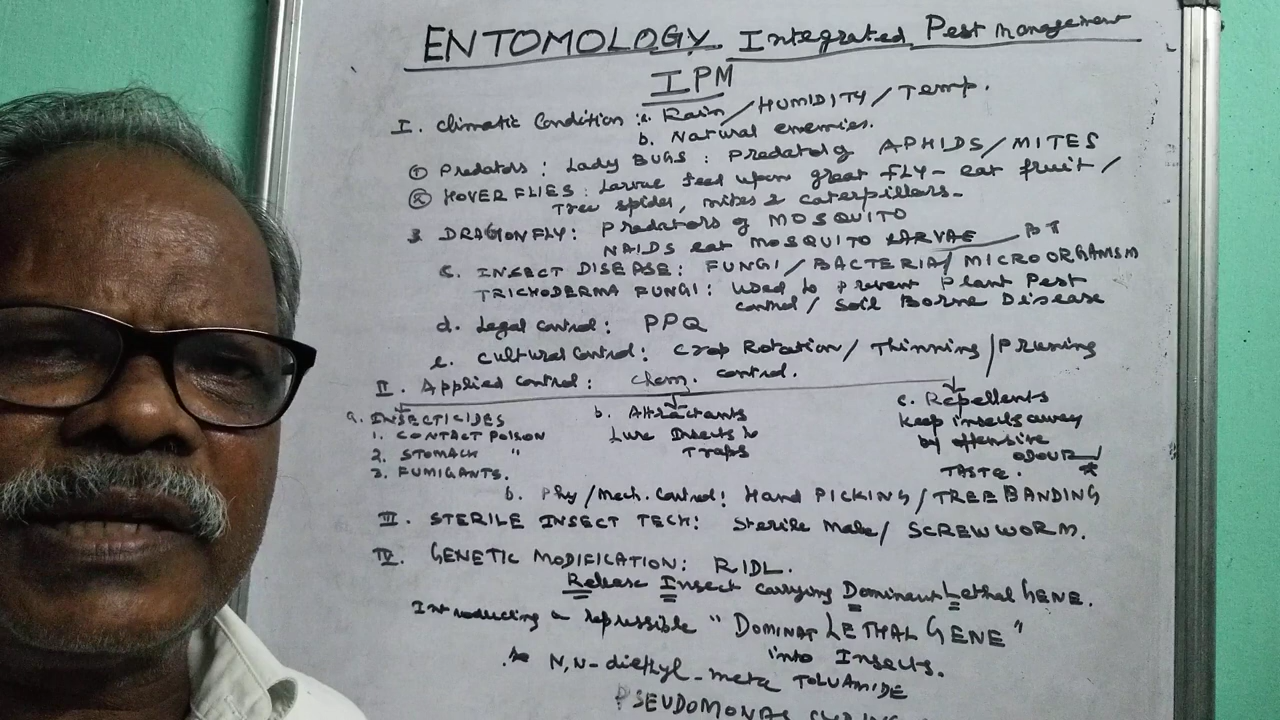 ENTOMOLOGY. Integrated Pest management
IPM
I. climatic Condition : a. Rain / HUMIDITY / Temp.
b. Natural enemies.
① Predators : Lady BUGS : Predator of APHIDS / MITES
② HOVER FLIES : Larvae feed upon great FLY - eat fruit /
Tree spider, mites & caterpillars -
3 DRAGONFLY : Predators of MOSQUITO
NAIDS eat MOSQUITO LARVAE BT
C. INSECT DISEASE : FUNGI / BACTERIA / MICROORGAMSM
TRICHODERMA FUNGI : Used to prevent Plant Pest
control / Soil Borne Disease
d. Legal control : PPQ
e. Cultural Control : Crop Rotation / Thinning / Pruning
II. Applied control : chem. control.
a. INSECTICIDES
1. CONTACT POISON
2. STOMACH "
3. FUMIGANTS.
b. Attractants
Lure Insects to
Traps
c. Repellents
keep insects away
by offensive
ODOUR /
TASTE. *
b. Phy / Mech. Control : Hand PICKING / TREE BANDING
III. STERILE INSECT TECH : Sterile Male / SCREW WORM.
IV. GENETIC MODIFICATION : RIDL.
Release Insect carrying Dominant Lethal GENE.
Introducing a repressible "DOMINAT LETHAL GENE"
into Insects.
* N,N-diethyl-meta TOLUAMIDE
PSEUDOMONAS